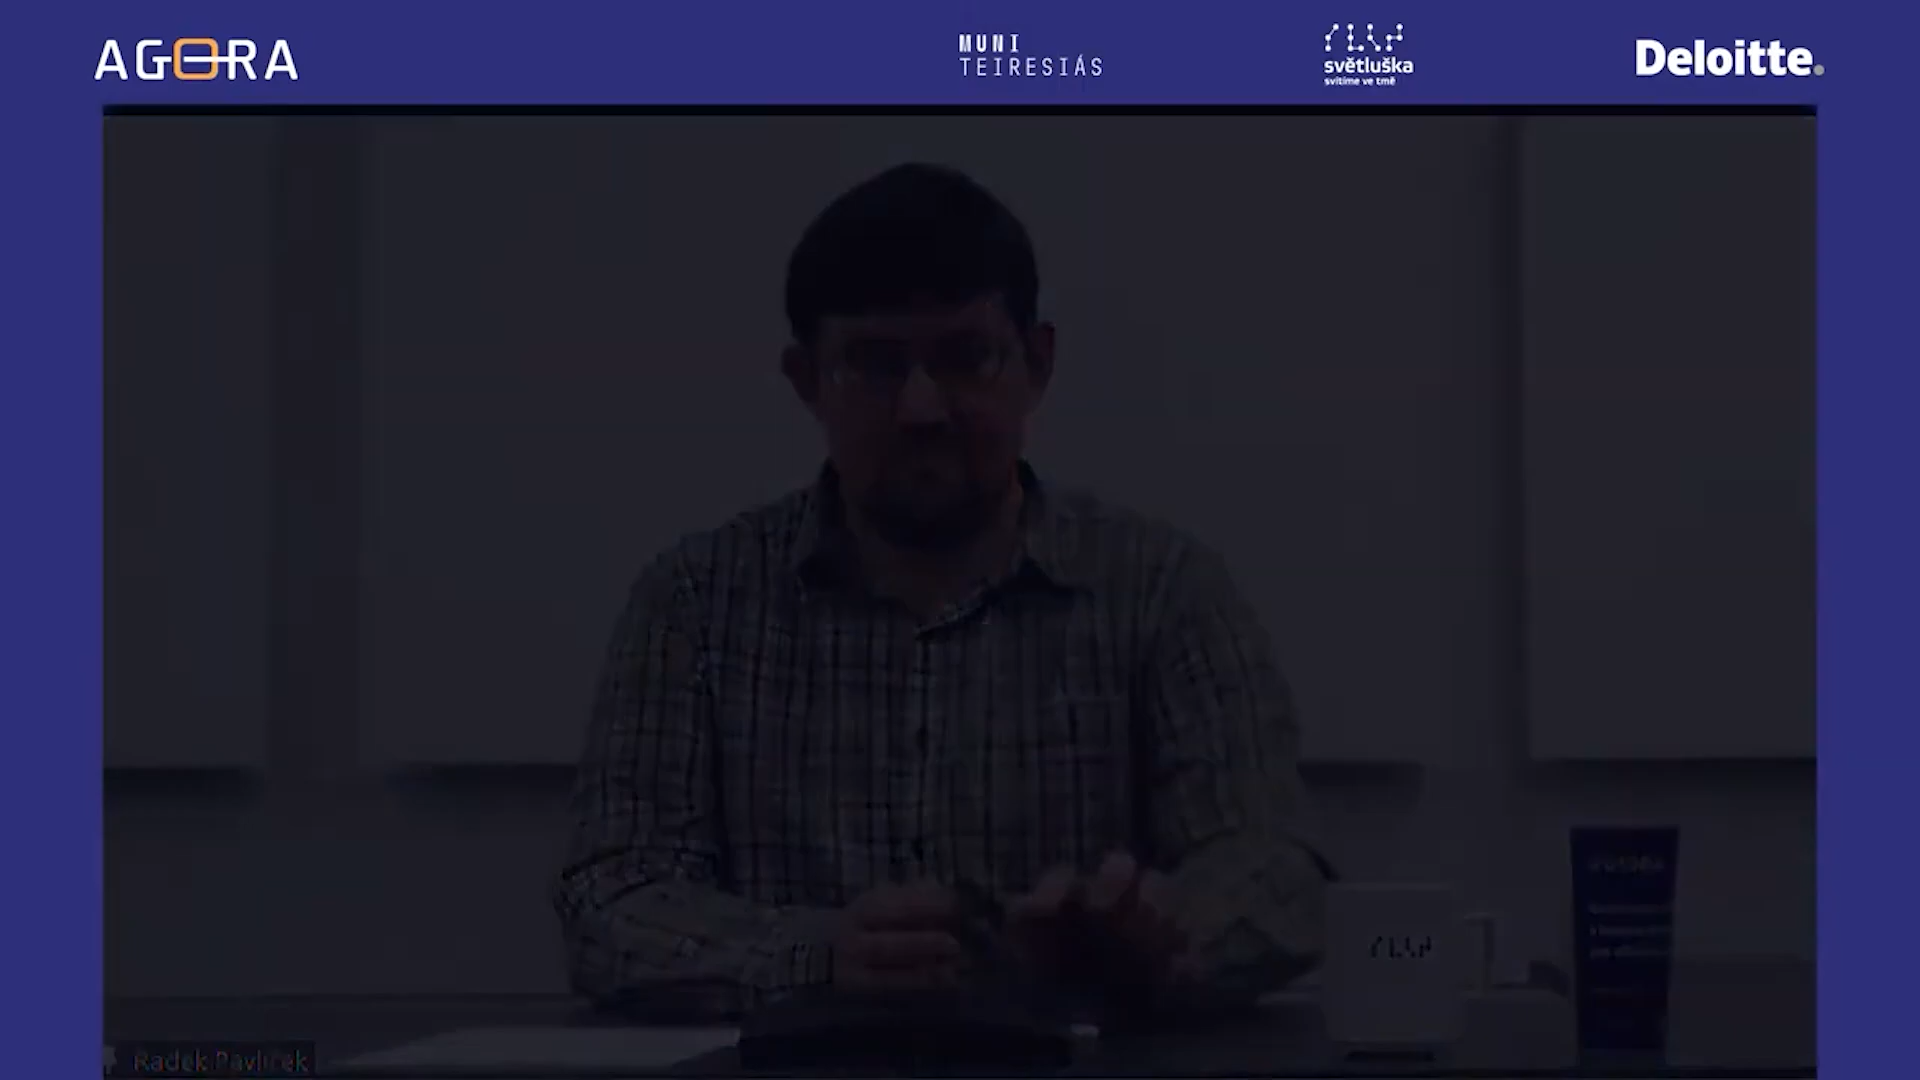 AGORA
MUNI
TEIRESIÁS
světluška
svítíme ve tmě
Deloitte.
Radek Pavlíček